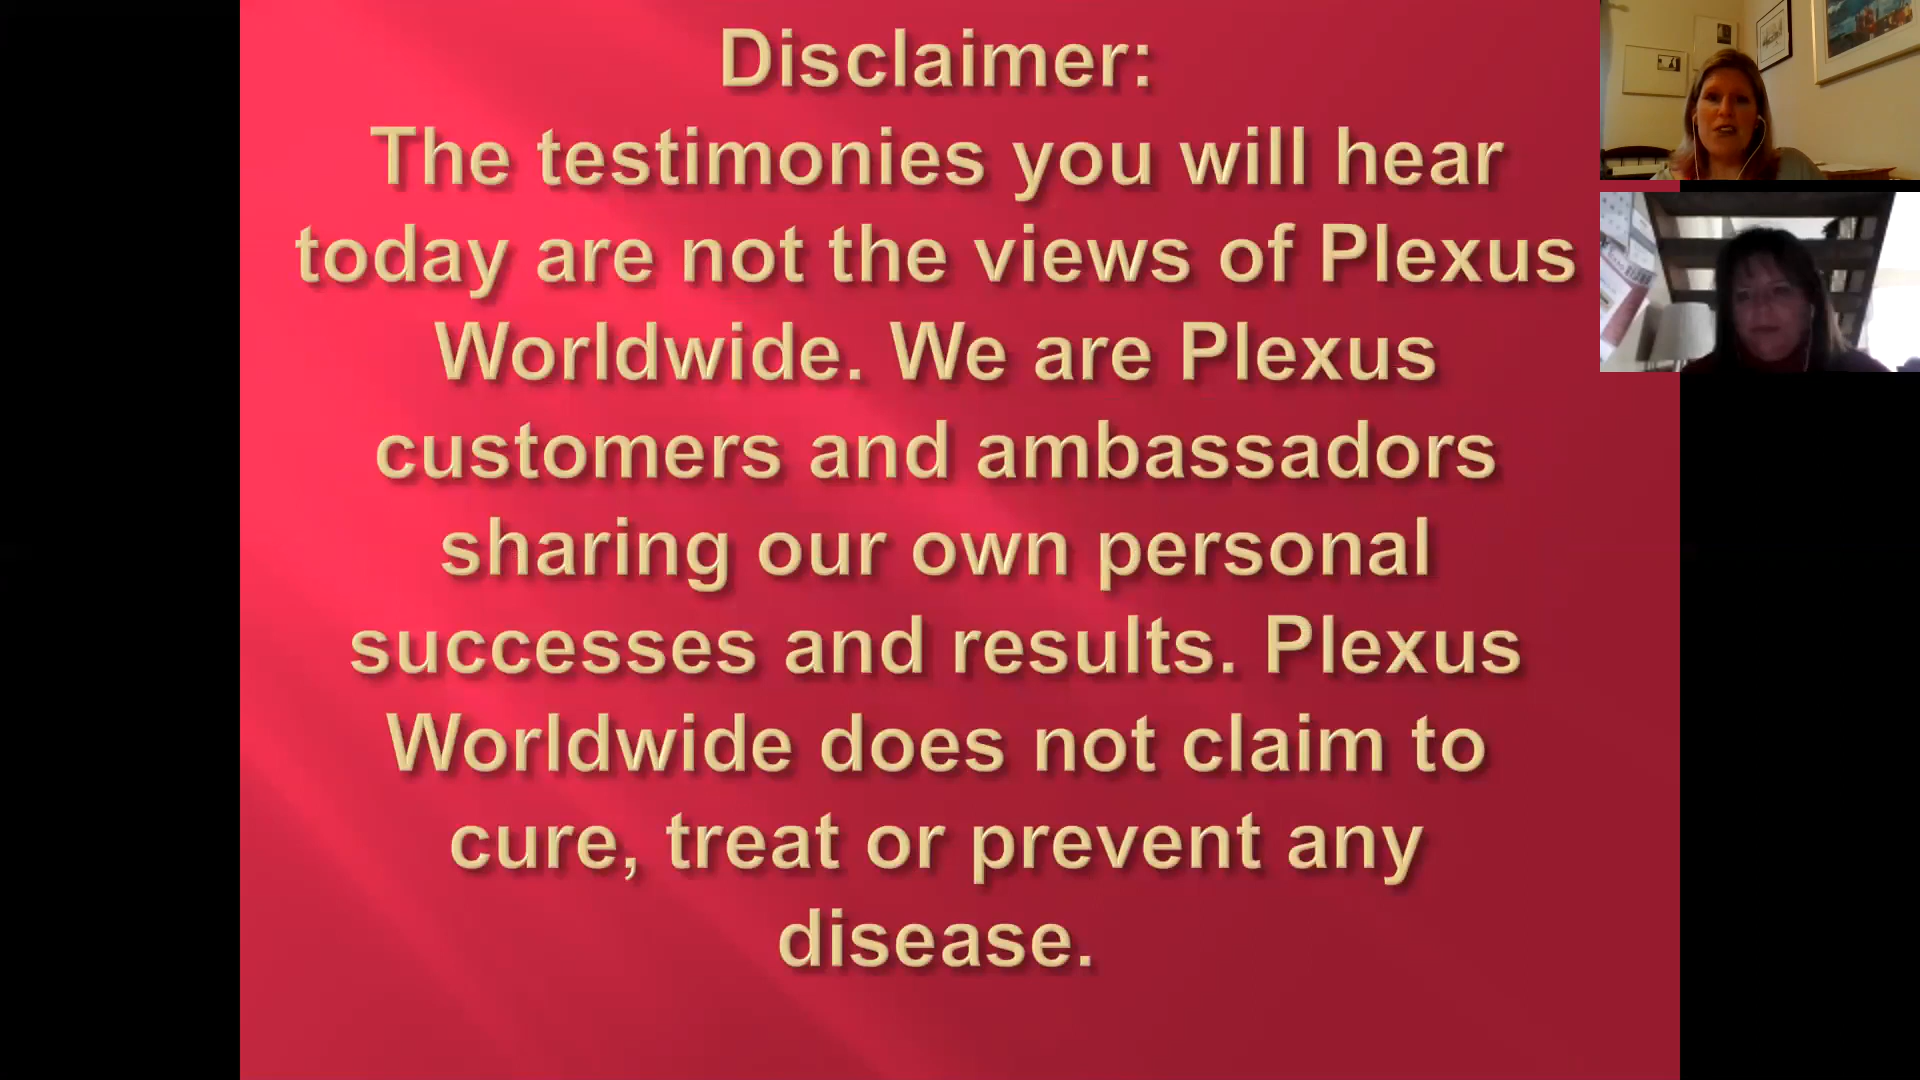 Disclaimer:
The testimonies you will hear
today are not the views of Plexus
Worldwide. We are Plexus
customers and ambassadors
sharing our own personal
successes and results. Plexus
Worldwide does not claim to
cure, treat or prevent any
disease.